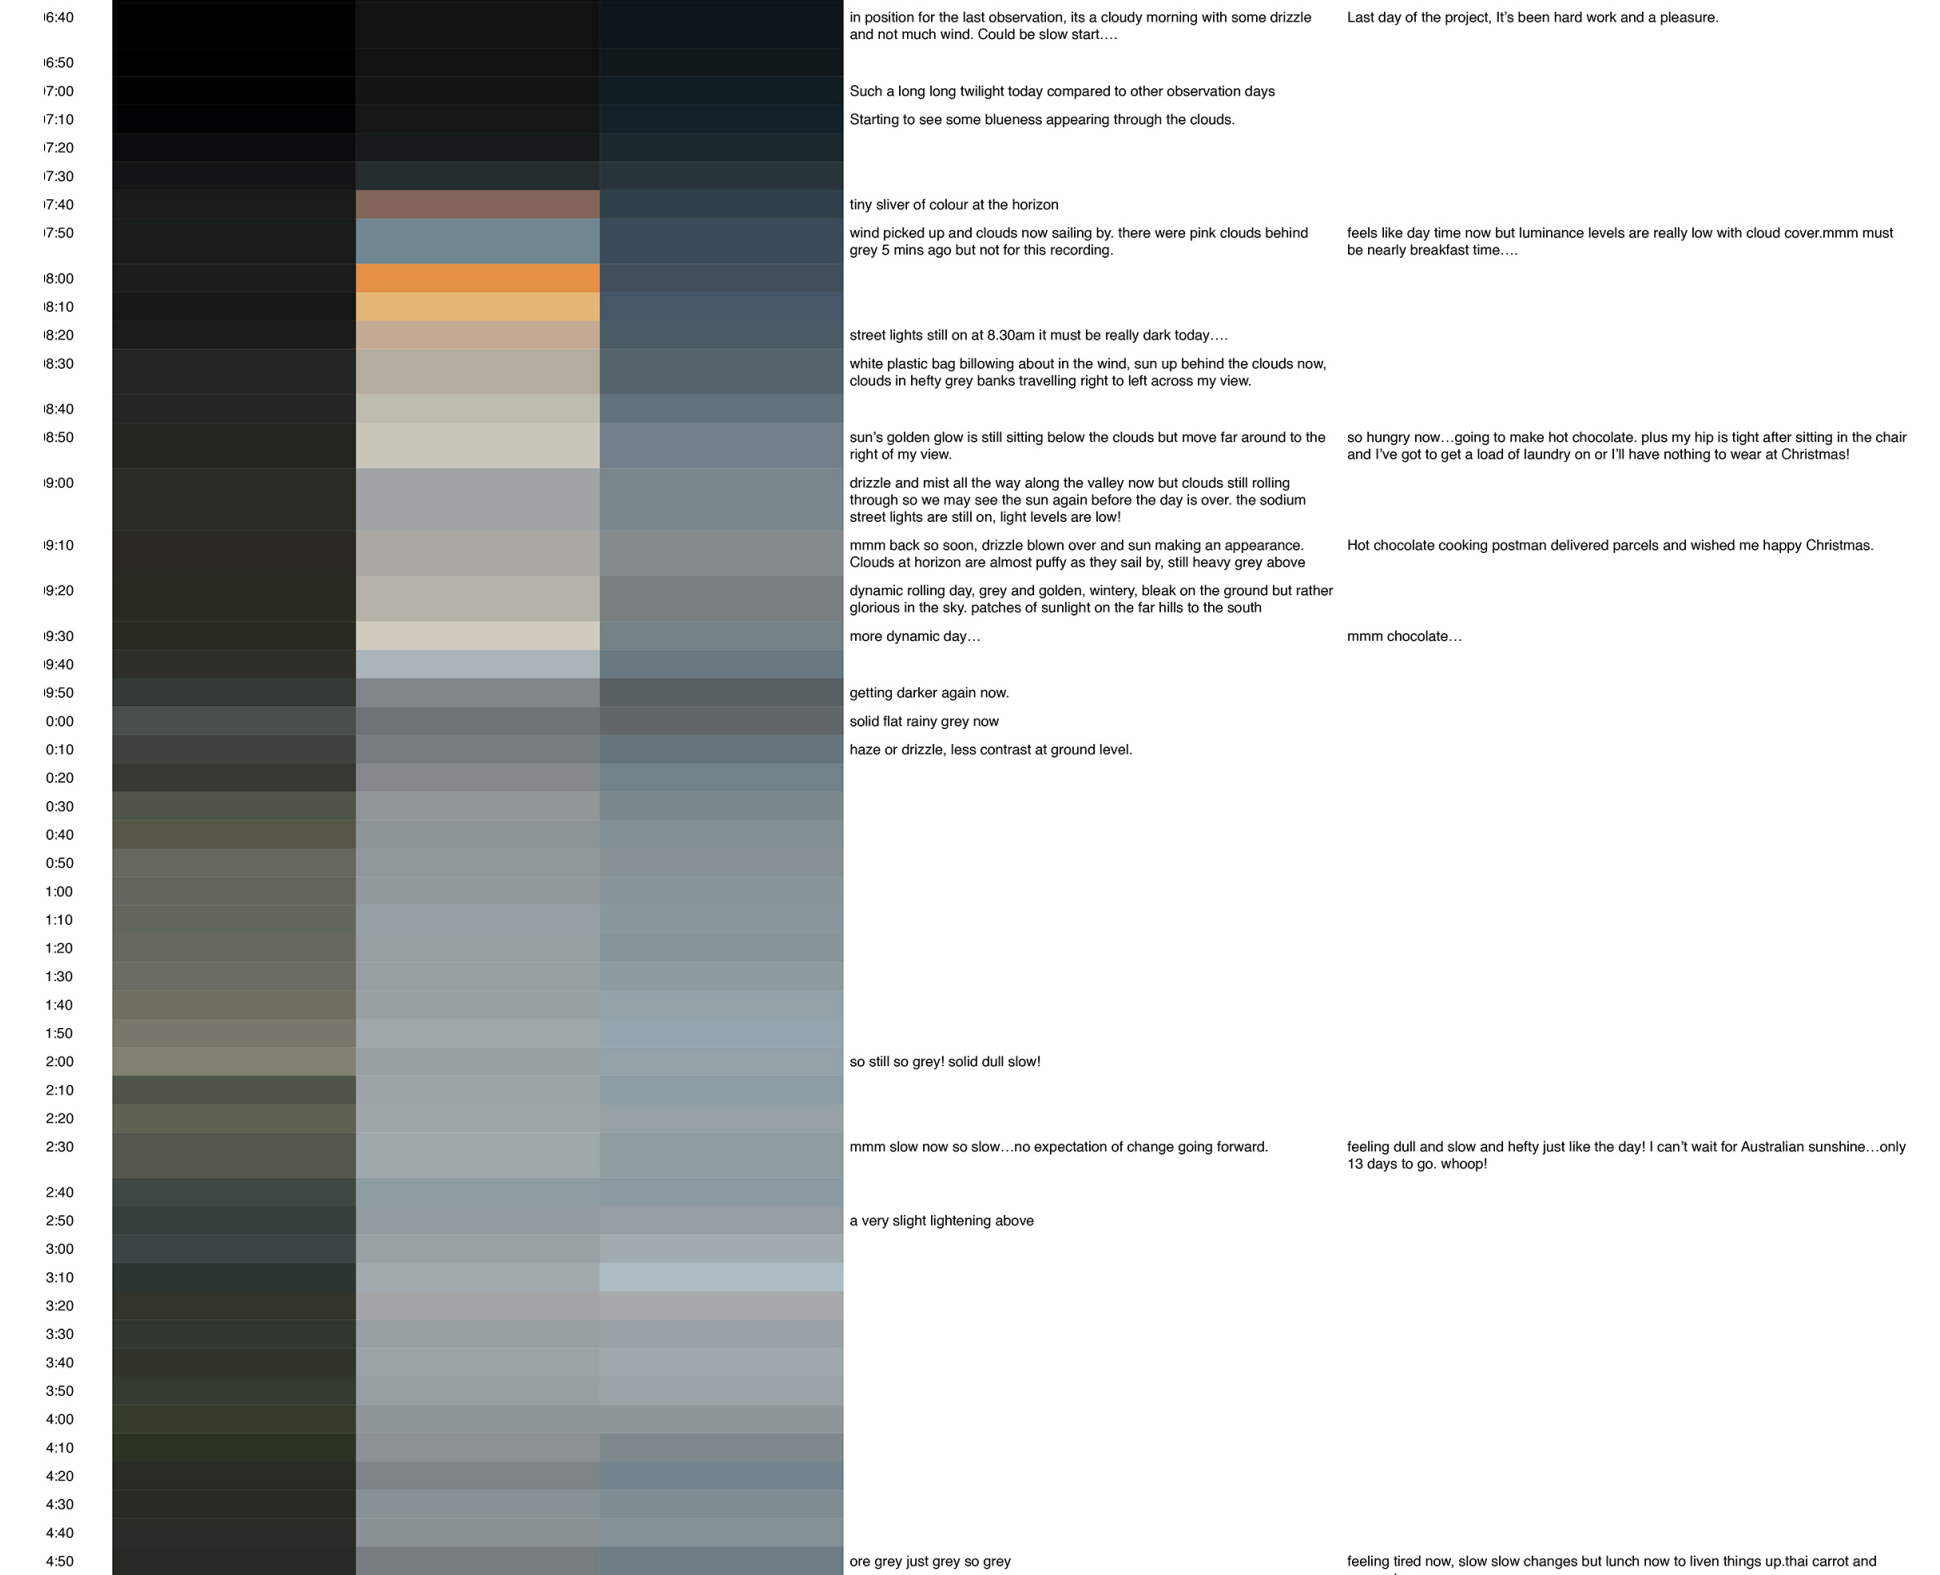 06:40 in position for the last observation, its a cloudy morning with some drizzle Last day of the project, It’s been hard work and a pleasure.
and not much wind. Could be slow start….
06:50
07:00 Such a long long twilight today compared to other observation days
07:10 Starting to see some blueness appearing through the clouds.
07:20
07:30
07:40 tiny sliver of colour at the horizon
07:50 wind picked up and clouds now sailing by. there were pink clouds behind feels like day time now but luminance levels are really low with cloud cover.mmm must
grey 5 mins ago but not for this recording. be nearly breakfast time….
08:00
08:10
08:20 street lights still on at 8.30am it must be really dark today….
08:30 white plastic bag billowing about in the wind, sun up behind the clouds now,
clouds in hefty grey banks travelling right to left across my view.
08:40
08:50 sun’s golden glow is still sitting below the clouds but move far around to the so hungry now…going to make hot chocolate. plus my hip is tight after sitting in the chair
right of my view. and I’ve got to get a load of laundry on or I’ll have nothing to wear at Christmas!
09:00 drizzle and mist all the way along the valley now but clouds still rolling
through so we may see the sun again before the day is over. the sodium
street lights are still on, light levels are low!
09:10 mmm back so soon, drizzle blown over and sun making an appearance. Hot chocolate cooking postman delivered parcels and wished me happy Christmas.
Clouds at horizon are almost puffy as they sail by, still heavy grey above
09:20 dynamic rolling day, grey and golden, wintery, bleak on the ground but rather
glorious in the sky. patches of sunlight on the far hills to the south
09:30 more dynamic day… mmm chocolate…
09:40
09:50 getting darker again now.
0:00 solid flat rainy grey now
0:10 haze or drizzle, less contrast at ground level.
0:20
0:30
0:40
0:50
1:00
1:10
1:20
1:30
1:40
1:50
2:00 so still so grey! solid dull slow!
2:10
2:20
2:30 mmm slow now so slow…no expectation of change going forward. feeling dull and slow and hefty just like the day! I can’t wait for Australian sunshine…only
13 days to go. whoop!
2:40
2:50 a very slight lightening above
3:00
3:10
3:20
3:30
3:40
3:50
4:00
4:10
4:20
4:30
4:40
4:50 ore grey just grey so grey feeling tired now, slow slow changes but lunch now to liven things up.thai carrot and